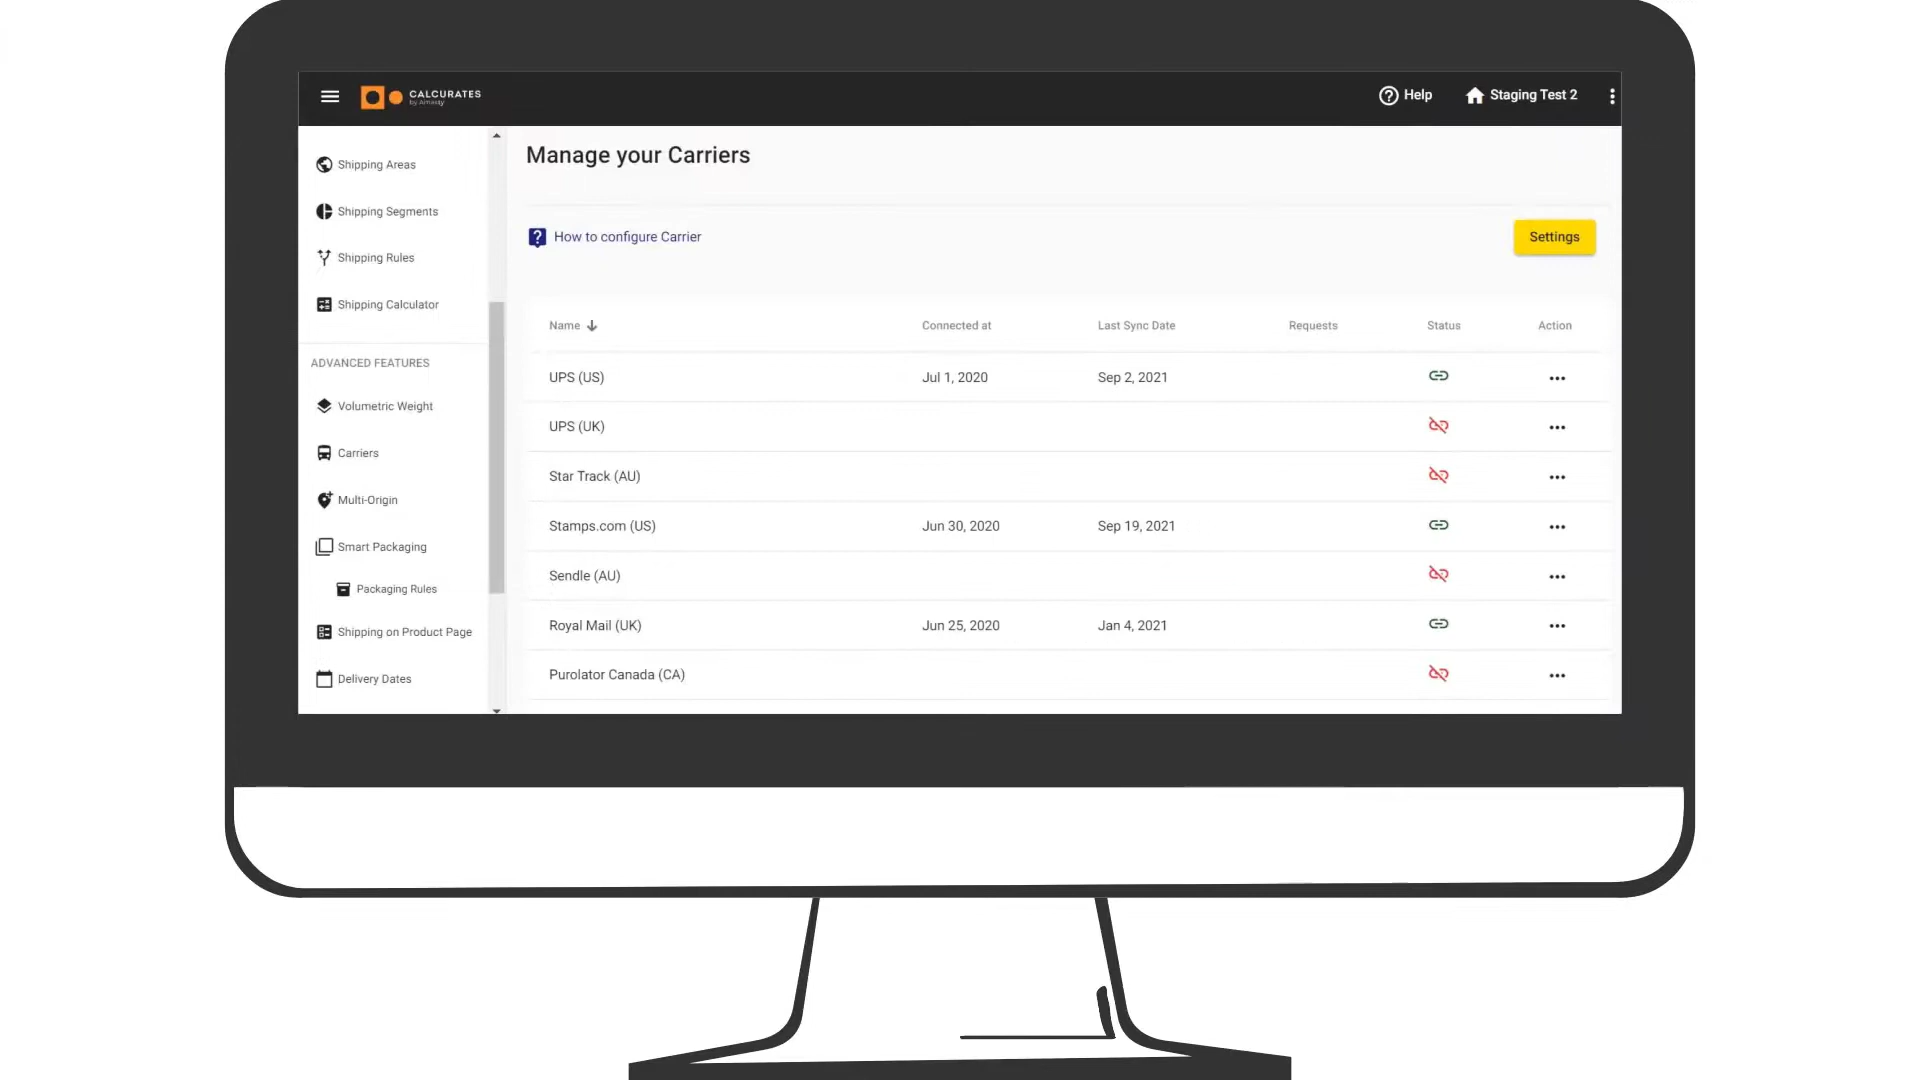 CALCURATES
by Amasty
Help
Staging Test 2
Shipping Areas
Shipping Segments
Shipping Rules
Shipping Calculator
ADVANCED FEATURES
Volumetric Weight
Carriers
Multi-Origin
Smart Packaging
Packaging Rules
Shipping on Product Page
Delivery Dates
Manage your Carriers
? How to configure Carrier
Settings
Name Connected at Last Sync Date Requests Status Action
UPS (US) Jul 1, 2020 Sep 2, 2021
UPS (UK)
Star Track (AU)
Stamps.com (US) Jun 30, 2020 Sep 19, 2021
Sendle (AU)
Royal Mail (UK) Jun 25, 2020 Jan 4, 2021
Purolator Canada (CA)